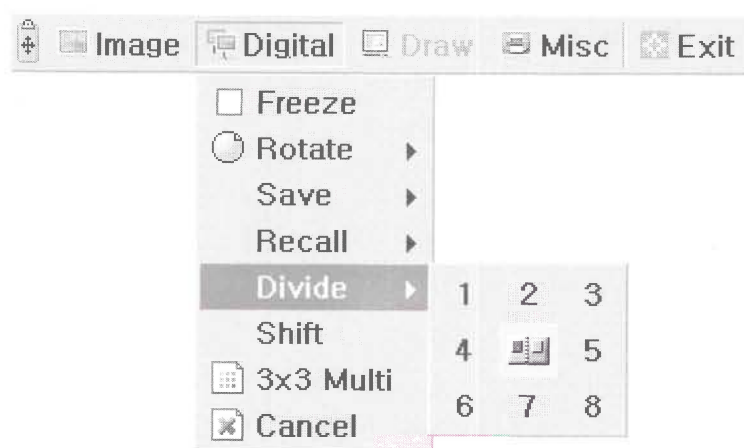 Image Digital Draw Misc Exit
Freeze
Rotate
Save
Recall
Divide 1 2 3
Shift
4 5
3x3 Multi
6 7 8
Cancel